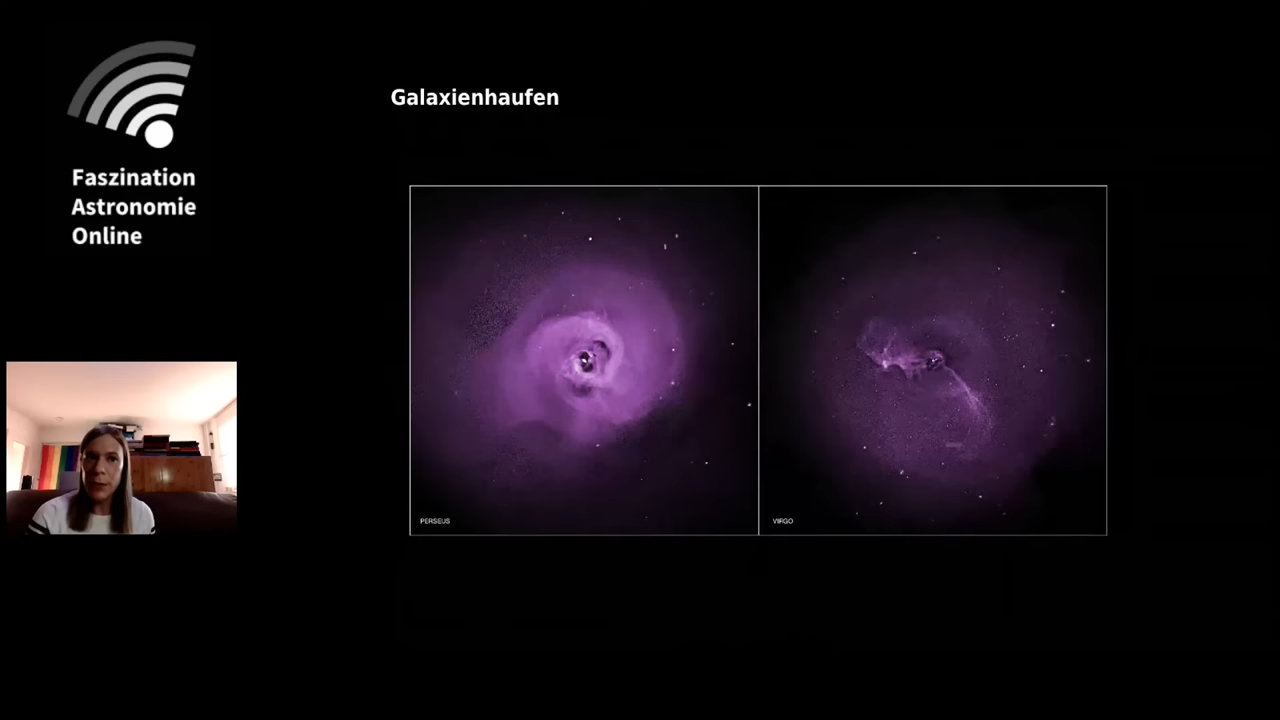 Faszination
Astronomie
Online
Galaxienhaufen
PERSEUS
VIRGO